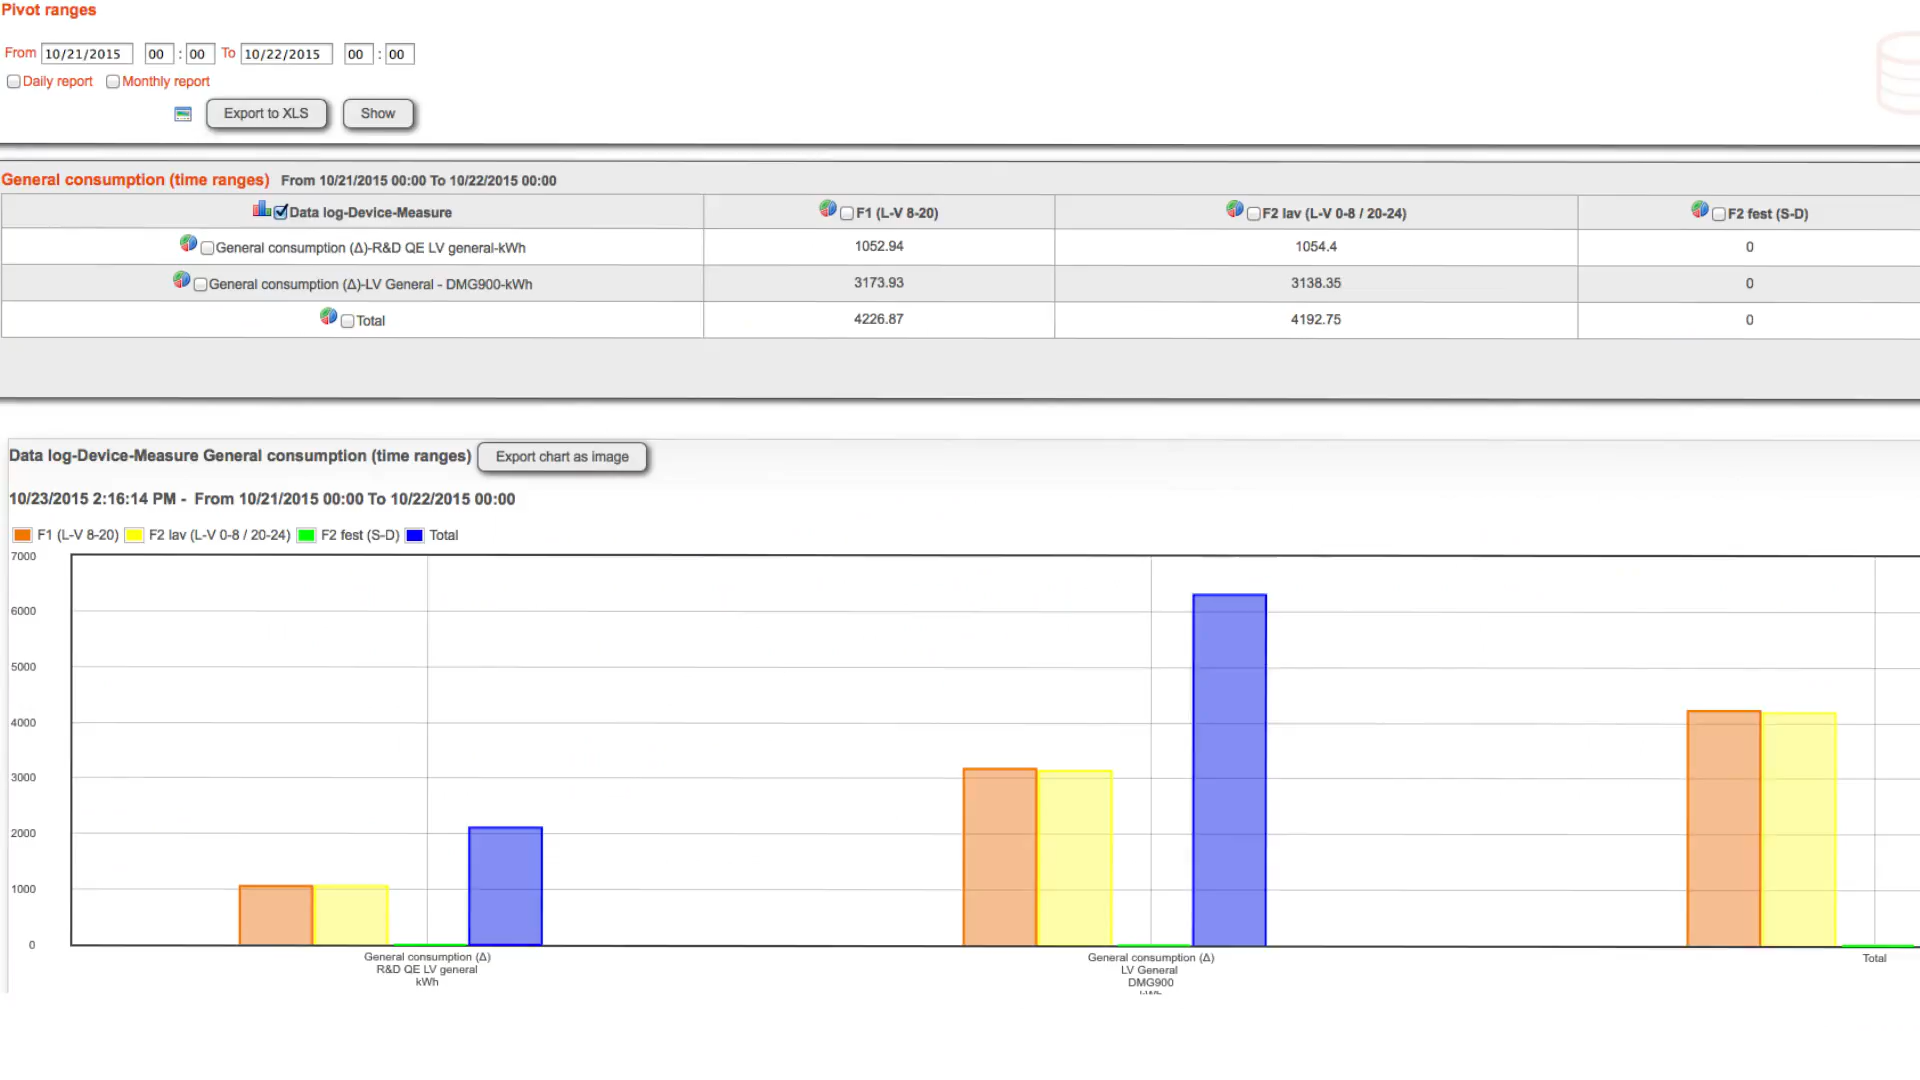 Pivot ranges
From 10/21/2015 00 : 00 To 10/22/2015 00 : 00
Daily report Monthly report
Export to XLS Show
General consumption (time ranges) From 10/21/2015 00:00 To 10/22/2015 00:00
Data log-Device-Measure F1 (L-V 8-20) F2 lav (L-V 0-8 / 20-24) F2 fest (S-D)
General consumption (Δ)-R&D QE LV general-kWh 1052.94 1054.4 0
General consumption (Δ)-LV General - DMG900-kWh 3173.93 3138.35 0
Total 4226.87 4192.75 0
Data log-Device-Measure General consumption (time ranges) Export chart as image
10/23/2015 2:16:14 PM - From 10/21/2015 00:00 To 10/22/2015 00:00
F1 (L-V 8-20) F2 lav (L-V 0-8 / 20-24) F2 fest (S-D) Total
7000
6000
5000
4000
3000
2000
1000
0
General consumption (Δ)
R&D QE LV general
kWh
General consumption (Δ)
LV General
DMG900
Total